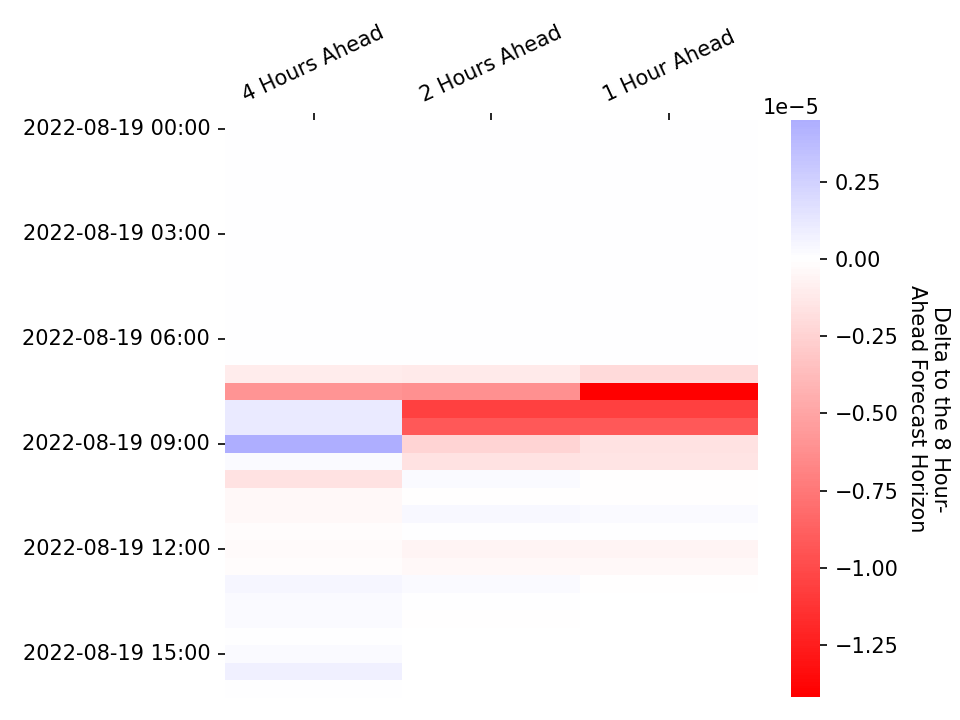 4 Hours Ahead
2 Hours Ahead
1 Hour Ahead
1e−5
2022-08-19 00:00
2022-08-19 03:00
2022-08-19 06:00
2022-08-19 09:00
2022-08-19 12:00
2022-08-19 15:00
0.25
0.00
−0.25
−0.50
−0.75
−1.00
−1.25
Delta to the 8 Hour-
Ahead Forecast Horizon